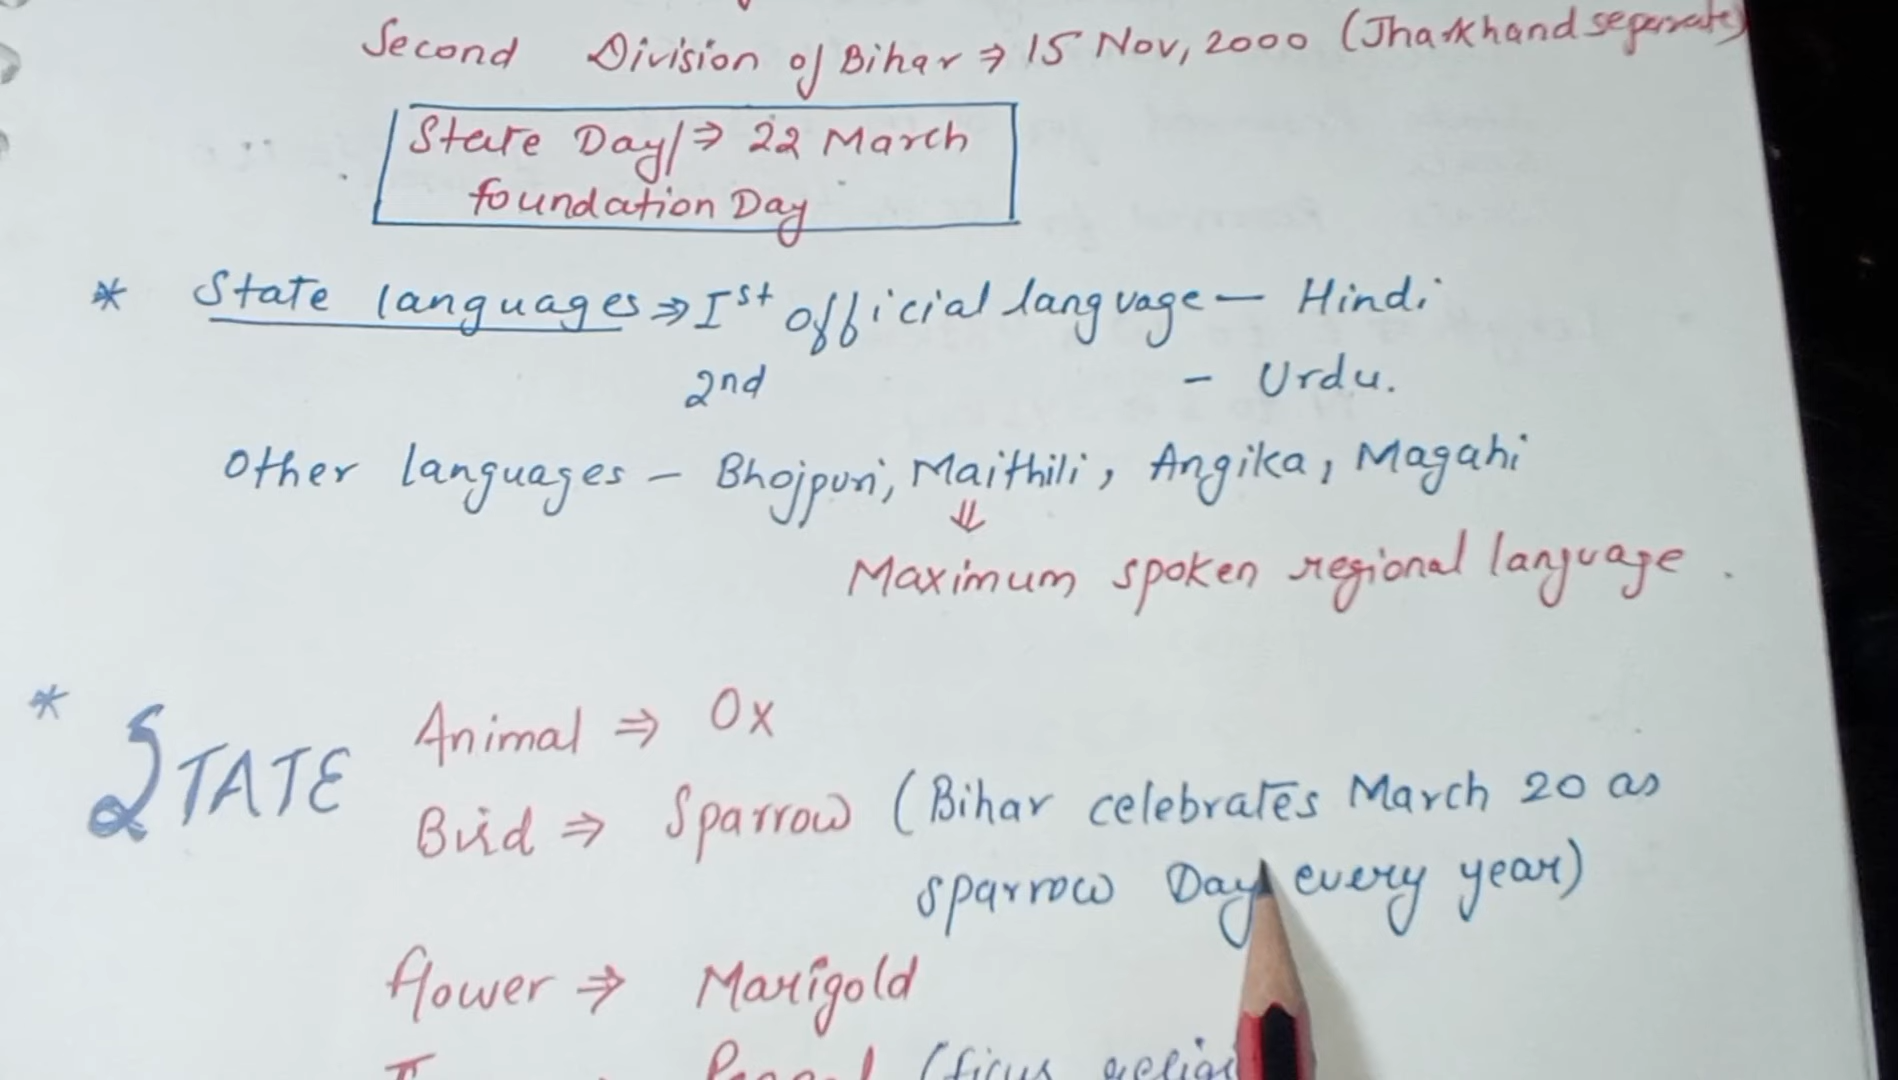 Second Division of Bihar ⇒ 15 Nov, 2000 (Jharkhand seperate)
State Day/ ⇒ 22 March
foundation Day
* State languages ⇒ Ist official language — Hindi
2nd - Urdu.
Other languages — Bhojpuri, Maithili, Angika, Magahi
⇓
Maximum spoken regional language.
* STATE
Animal ⇒ Ox
Bird ⇒ Sparrow (Bihar celebrates March 20 as
sparrow Day every year)
flower ⇒ Marigold
(ficus